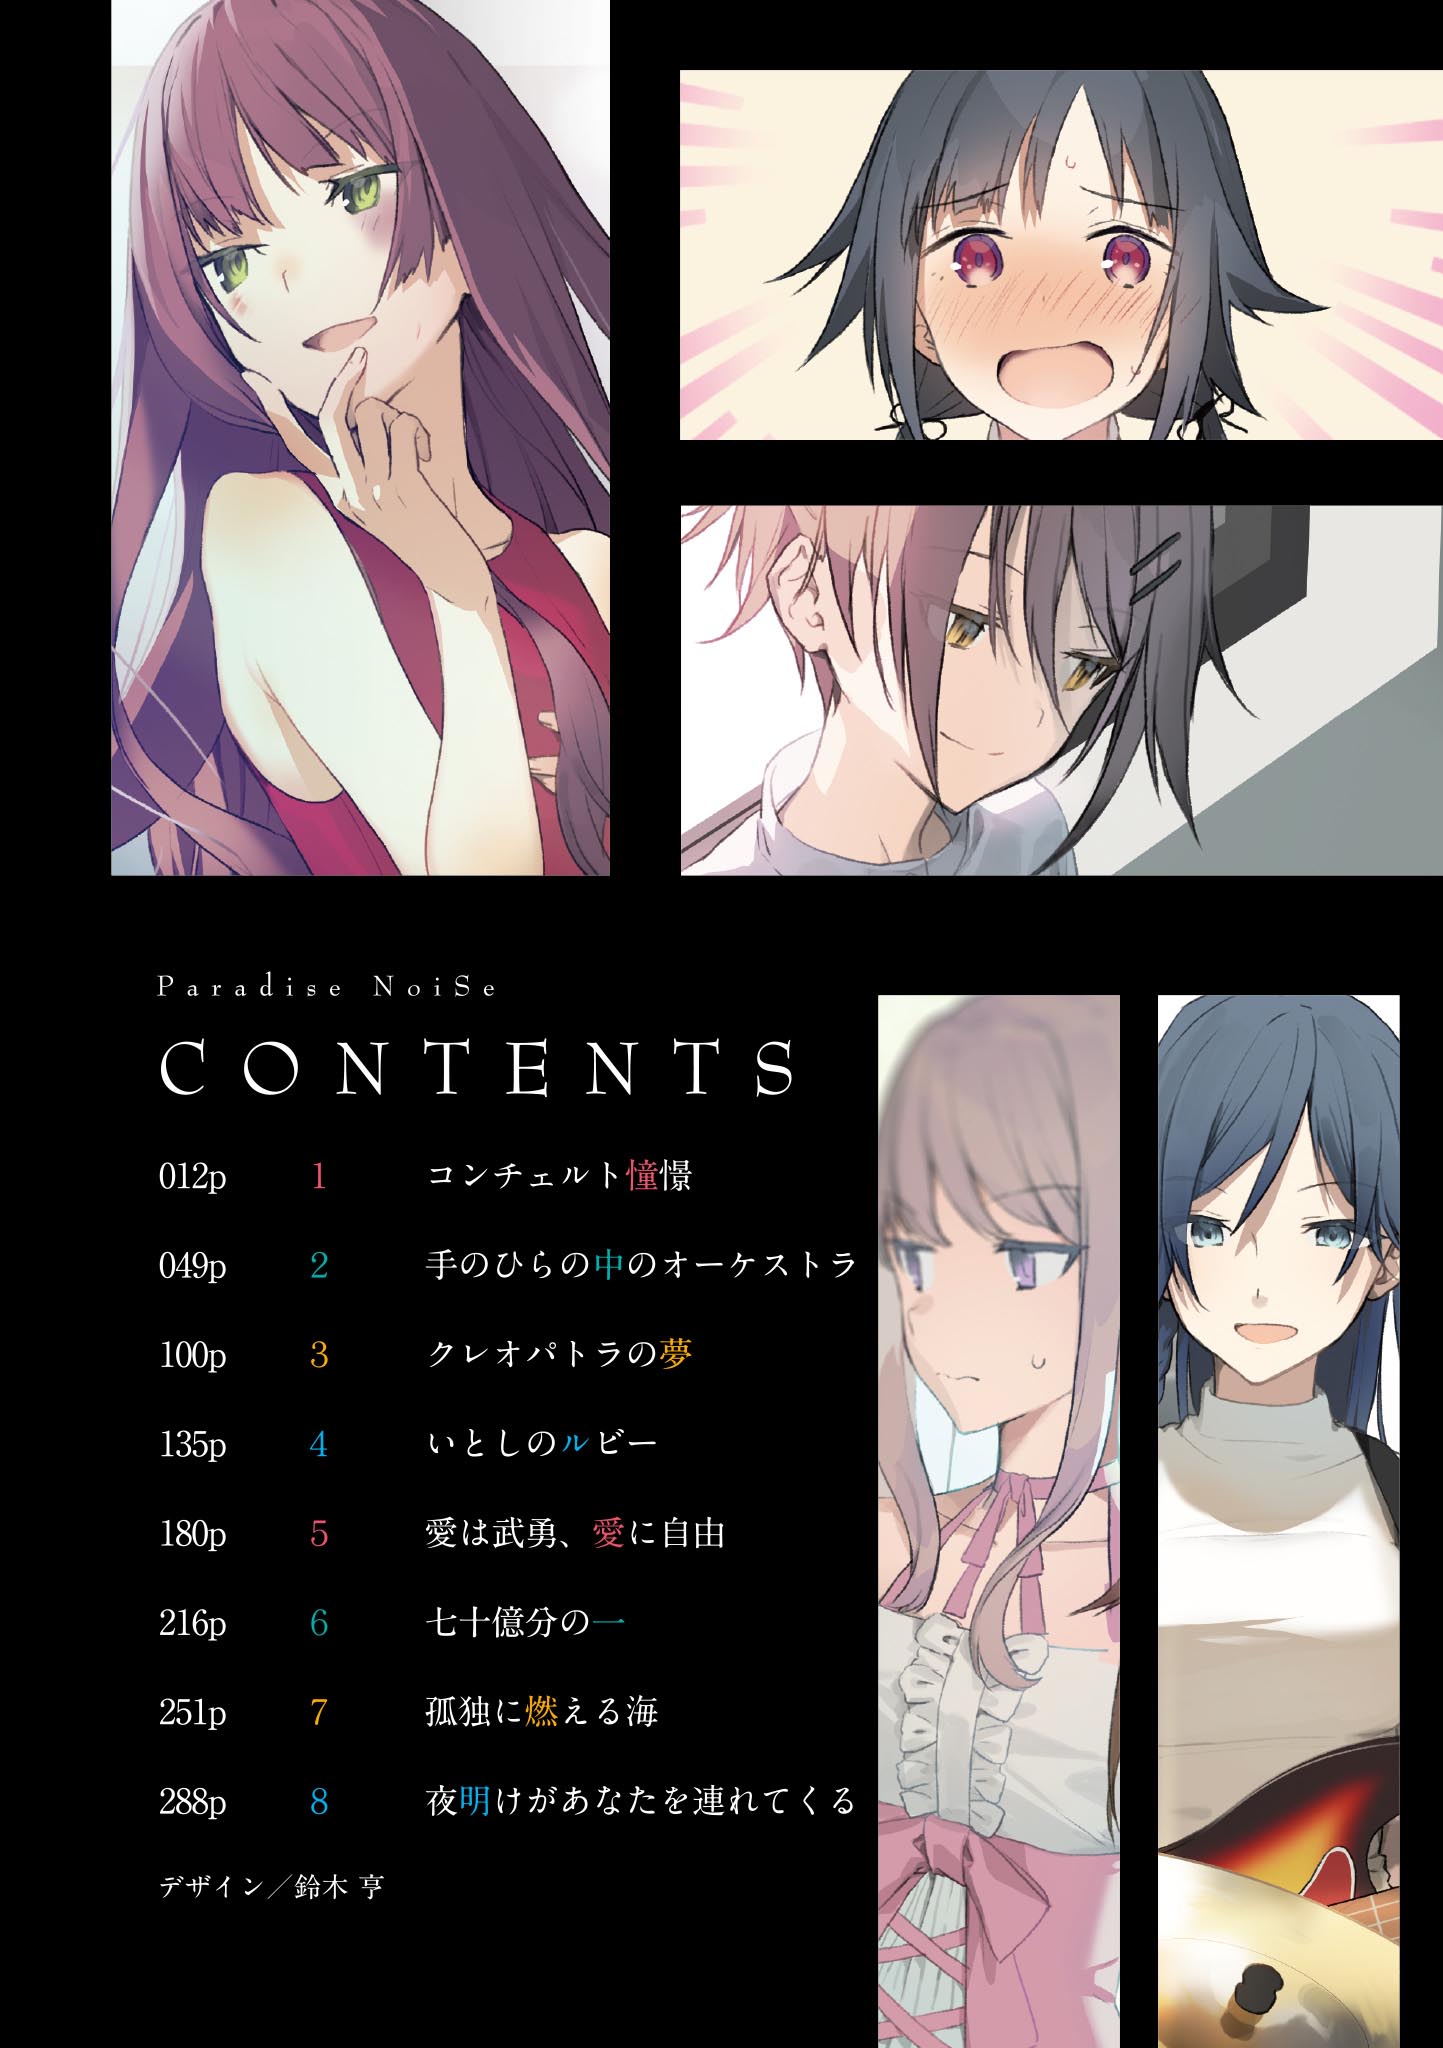 Paradise NoiSe
CONTENTS
012p 1 コンチェルト憧憬
049p 2 手のひらの中のオーケストラ
100p 3 クレオパトラの夢
135p 4 いとしのルビー
180p 5 愛は武勇、愛に自由
216p 6 七十億分の一
251p 7 孤独に燃える海
288p 8 夜明けがあなたを連れてくる
デザイン／鈴木 亨